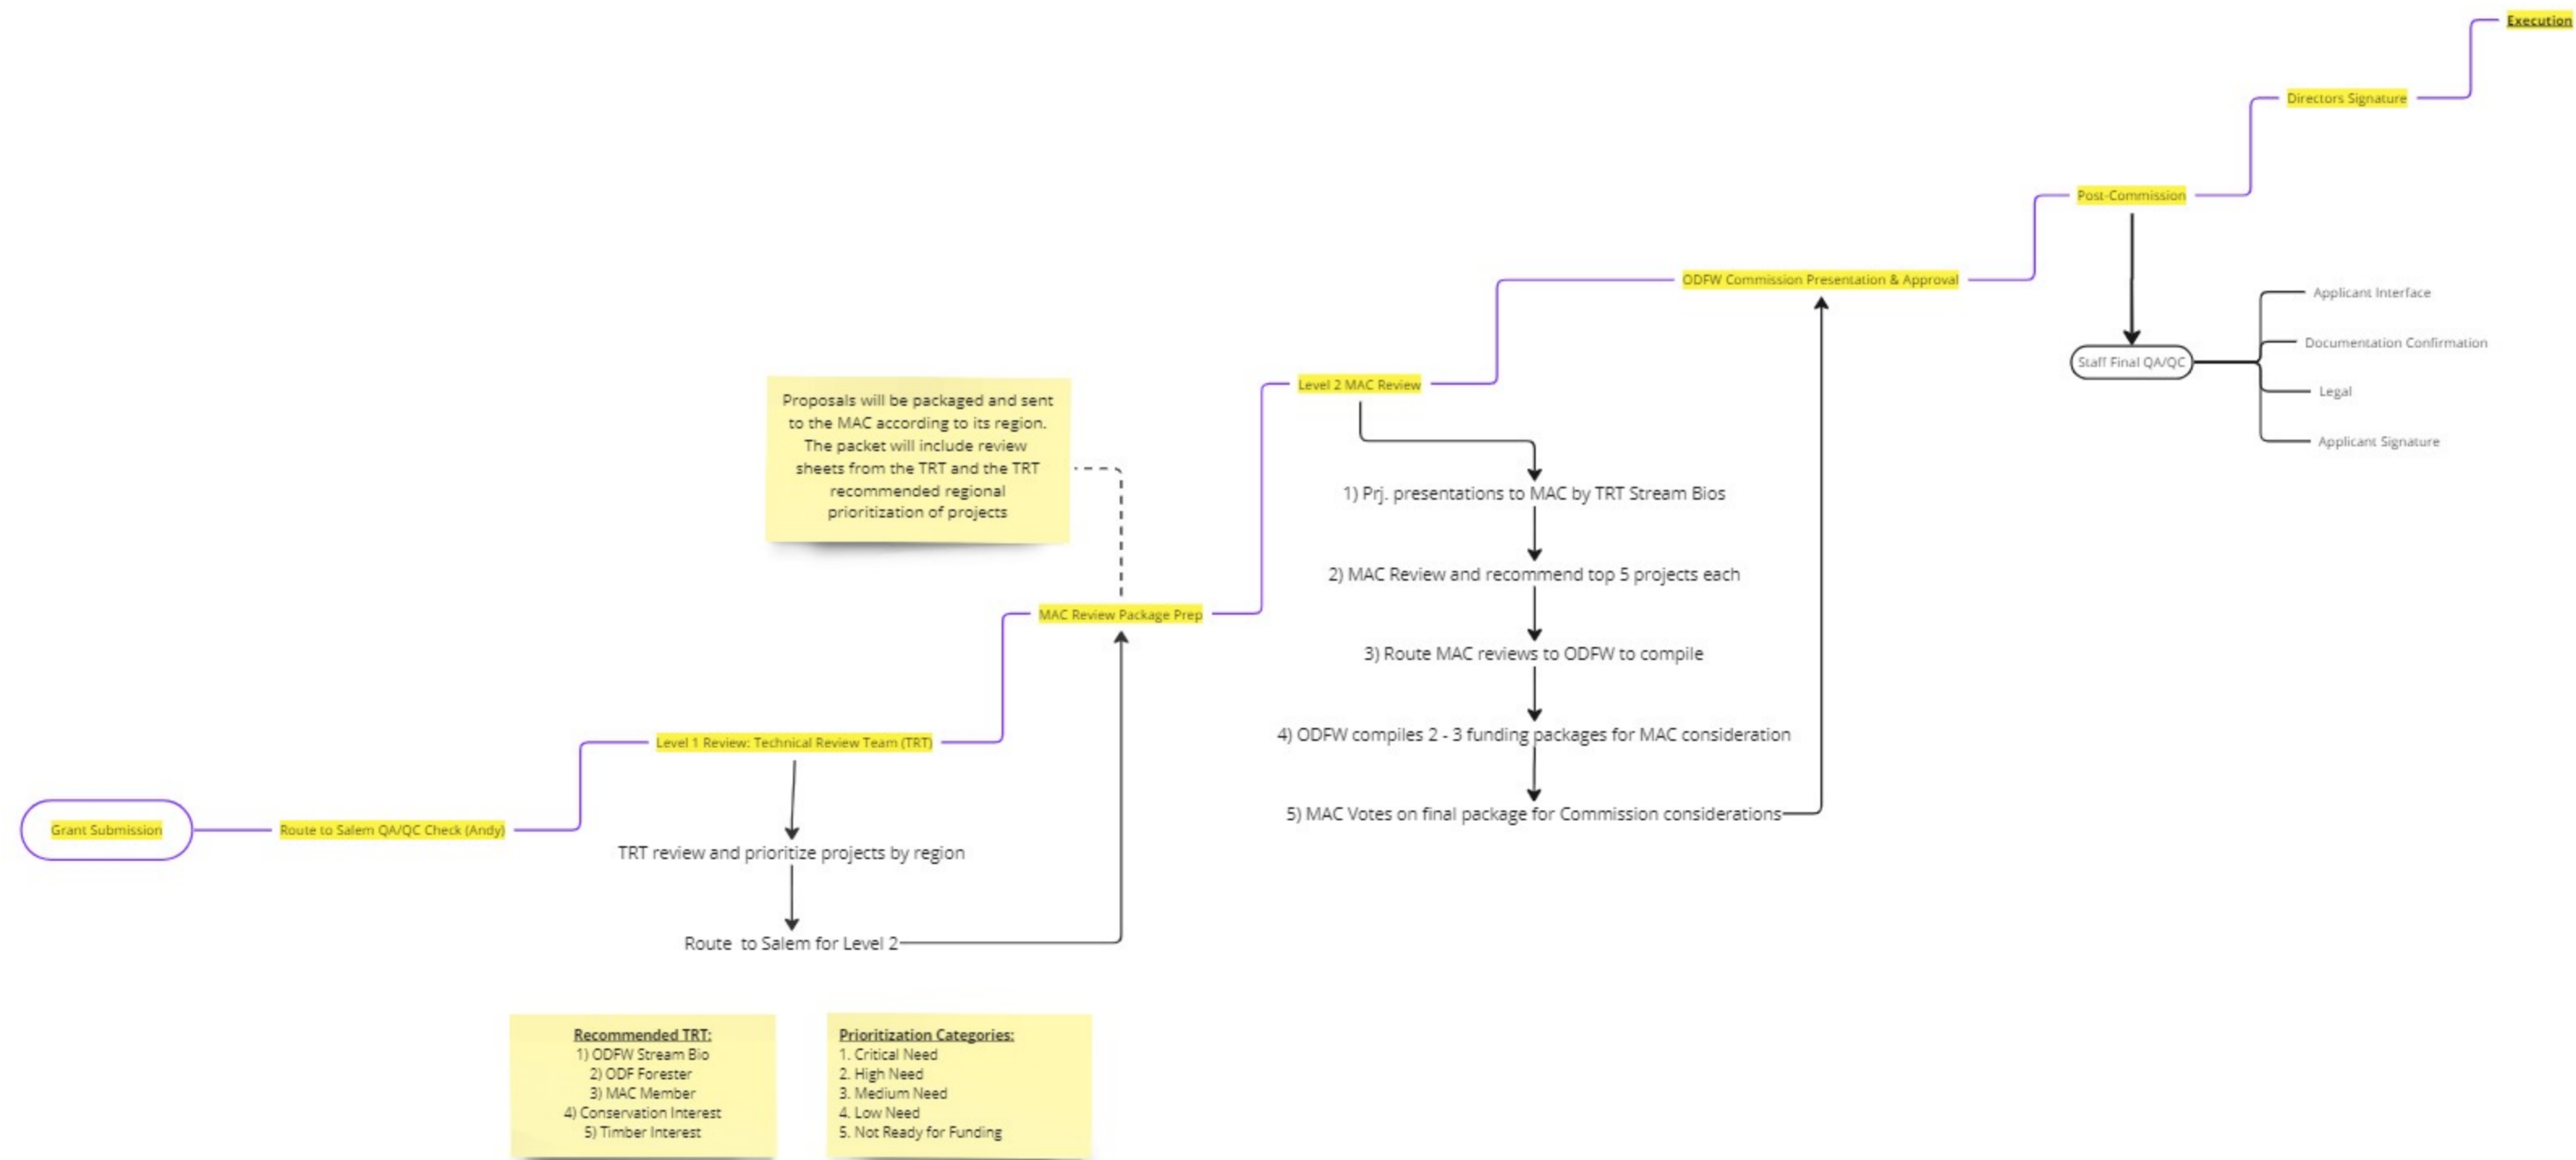 Execution
Directors Signature
Post-Commission
ODFW Commission Presentation & Approval
Applicant Interface
Documentation Confirmation
Staff Final QA/QC
Legal
Applicant Signature
Level 2 MAC Review
Proposals will be packaged and sent
to the MAC according to its region.
The packet will include review
sheets from the TRT and the TRT
recommended regional
prioritization of projects
1) Prj. presentations to MAC by TRT Stream Bios
2) MAC Review and recommend top 5 projects each
3) Route MAC reviews to ODFW to compile
4) ODFW compiles 2 - 3 funding packages for MAC consideration
5) MAC Votes on final package for Commission considerations
MAC Review Package Prep
Level 1 Review: Technical Review Team (TRT)
Grant Submission
Route to Salem QA/QC Check (Andy)
TRT review and prioritize projects by region
Route  to Salem for Level 2
Recommended TRT:
1) ODFW Stream Bio
2) ODF Forester
3) MAC Member
4) Conservation Interest
5) Timber Interest
Prioritization Categories:
1. Critical Need
2. High Need
3. Medium Need
4. Low Need
5. Not Ready for Funding